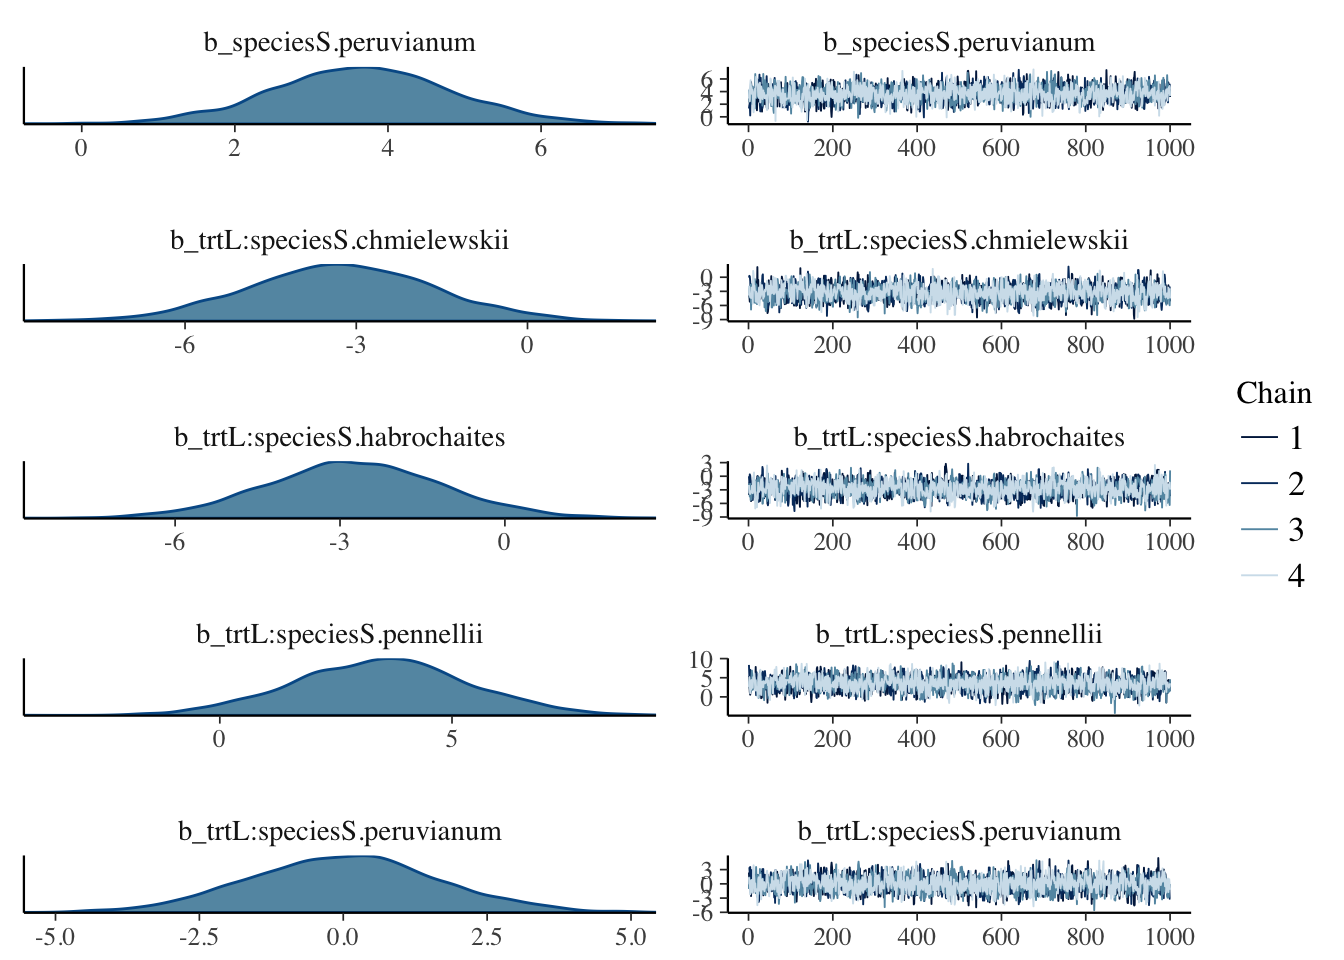 b_speciesS.peruvianum
0 2 4 6
b_speciesS.peruvianum
6
4
2
0
0 200 400 600 800 1000
b_trtL:speciesS.chmielewskii
-6 -3 0
b_trtL:speciesS.chmielewskii
0
-3
-6
-9
0 200 400 600 800 1000
b_trtL:speciesS.habrochaites
-6 -3 0
b_trtL:speciesS.habrochaites
3
0
-3
-6
-9
0 200 400 600 800 1000
b_trtL:speciesS.pennellii
0 5
b_trtL:speciesS.pennellii
10
5
0
0 200 400 600 800 1000
b_trtL:speciesS.peruvianum
-5.0 -2.5 0.0 2.5 5.0
b_trtL:speciesS.peruvianum
3
0
-3
-6
0 200 400 600 800 1000
Chain
1
2
3
4